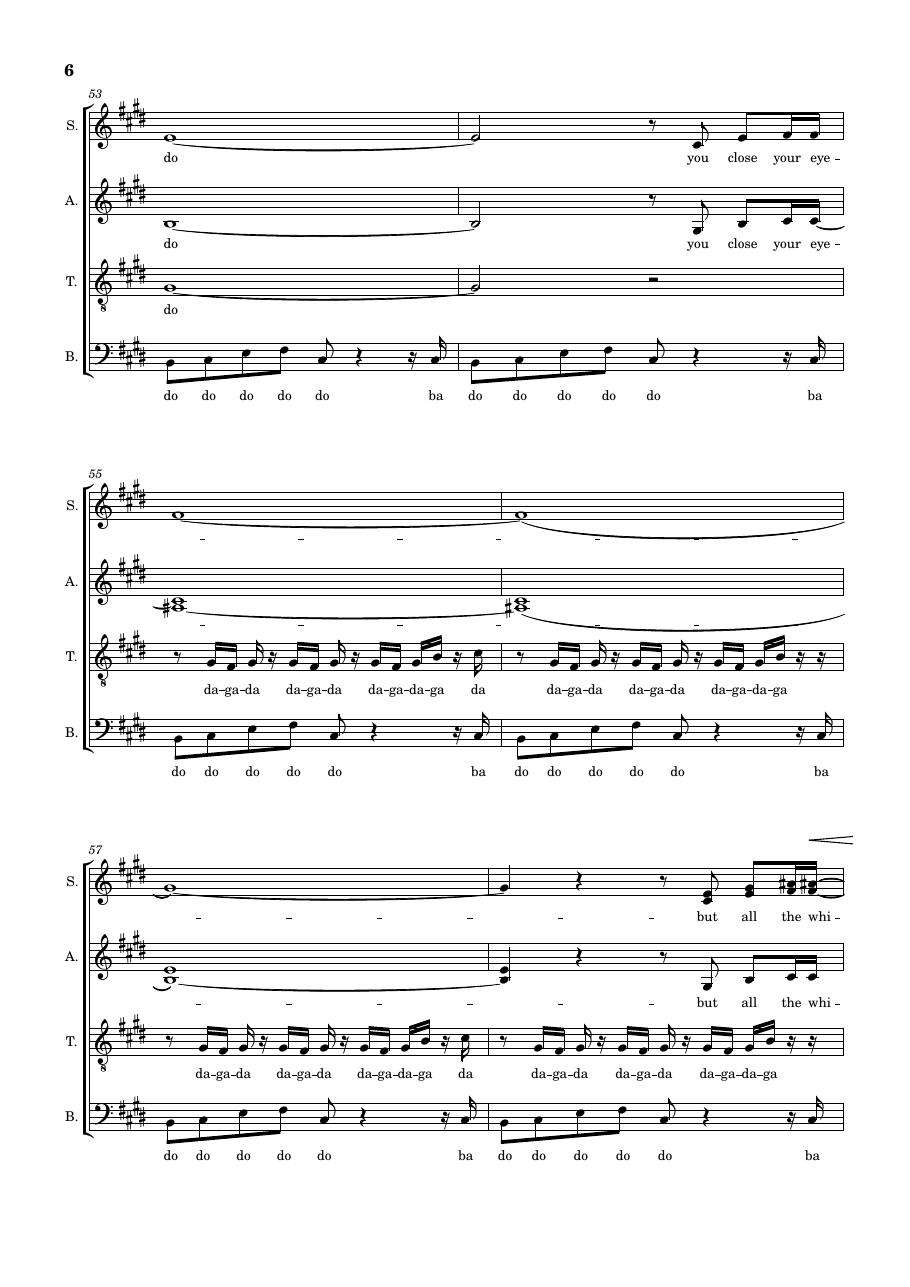 6
53
S.
do you close your eye –
A.
do you close your eye –
T.
do
B.
do do do do do ba do do do do do ba
55
S.
– – – – – – –
A.
– – – – – –
T.
8
da–ga–da da–ga–da da–ga–da–ga da da–ga–da da–ga–da da–ga–da–ga
B.
do do do do do ba do do do do do ba
57
S.
– – – – – – but all the whi –
A.
– – – – – – but all the whi –
T.
8
da–ga–da da–ga–da da–ga–da–ga da da–ga–da da–ga–da da–ga–da–ga
B.
do do do do do ba do do do do do ba